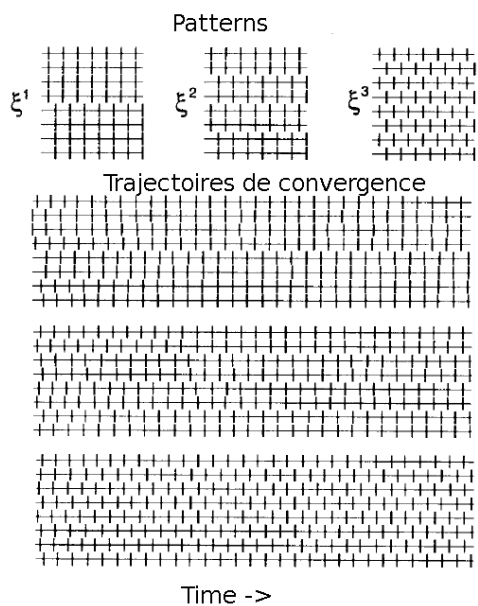 Patterns
ξ¹ ξ² ξ³
Trajectoires de convergence
Time ->